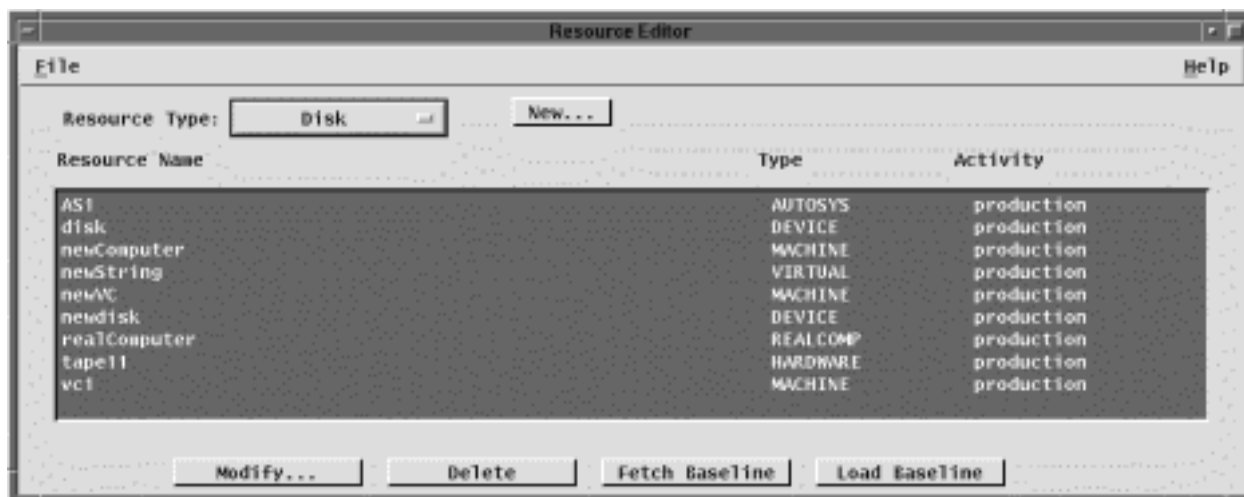 Resource Editor
File Help
Resource Type: Disk New...
Resource Name Type Activity
AS1 AUTOSYS production
disk DEVICE production
newComputer MACHINE production
newString VIRTUAL production
newVC MACHINE production
newdisk DEVICE production
realComputer REALCOMP production
tape11 HARDWARE production
vc1 MACHINE production
Modify... Delete Fetch Baseline Load Baseline